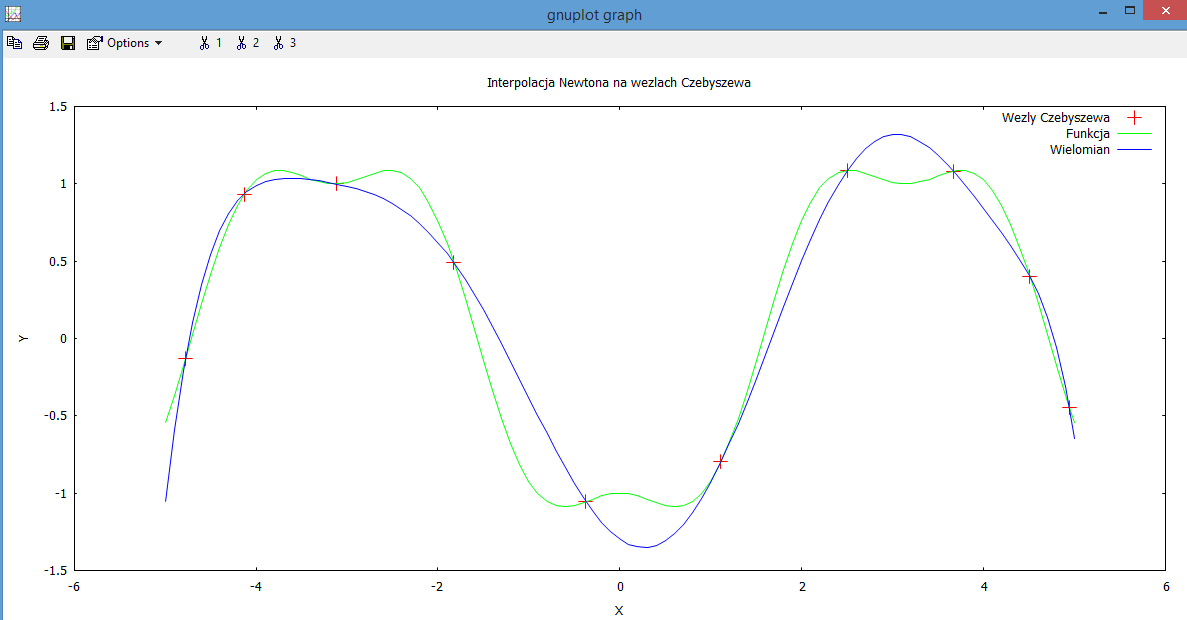 gnuplot graph
Options 1 2 3
Interpolacja Newtona na wezlach Czebyszewa
Wezly Czebyszewa
Funkcja
Wielomian
1.5
1
0.5
0
-0.5
-1
-1.5
Y
-6 -4 -2 0 2 4 6
X